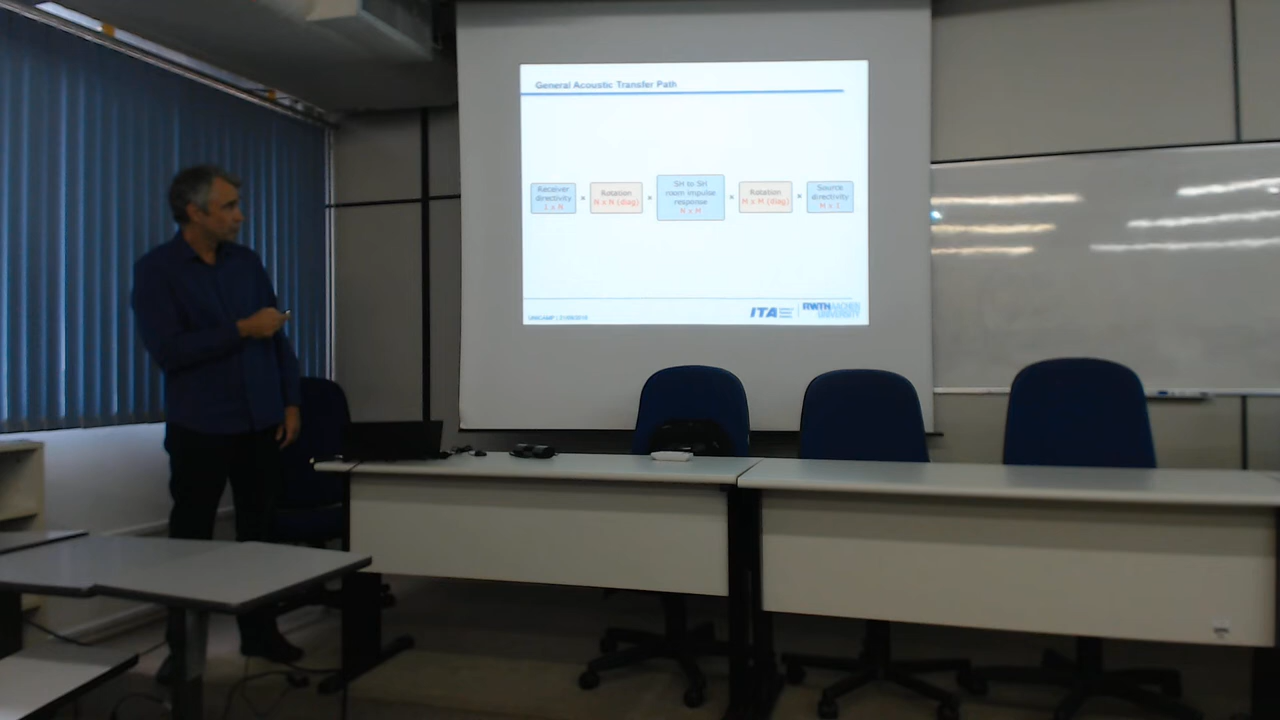 General Acoustic Transfer Path
Receiver
directivity
1 x N
x
Rotation
N x N (diag)
x
SH to SH
room impulse
response
N x M
x
Rotation
M x M (diag)
x
Source
directivity
M x 1
ITA
RWTH AACHEN
UNIVERSITY